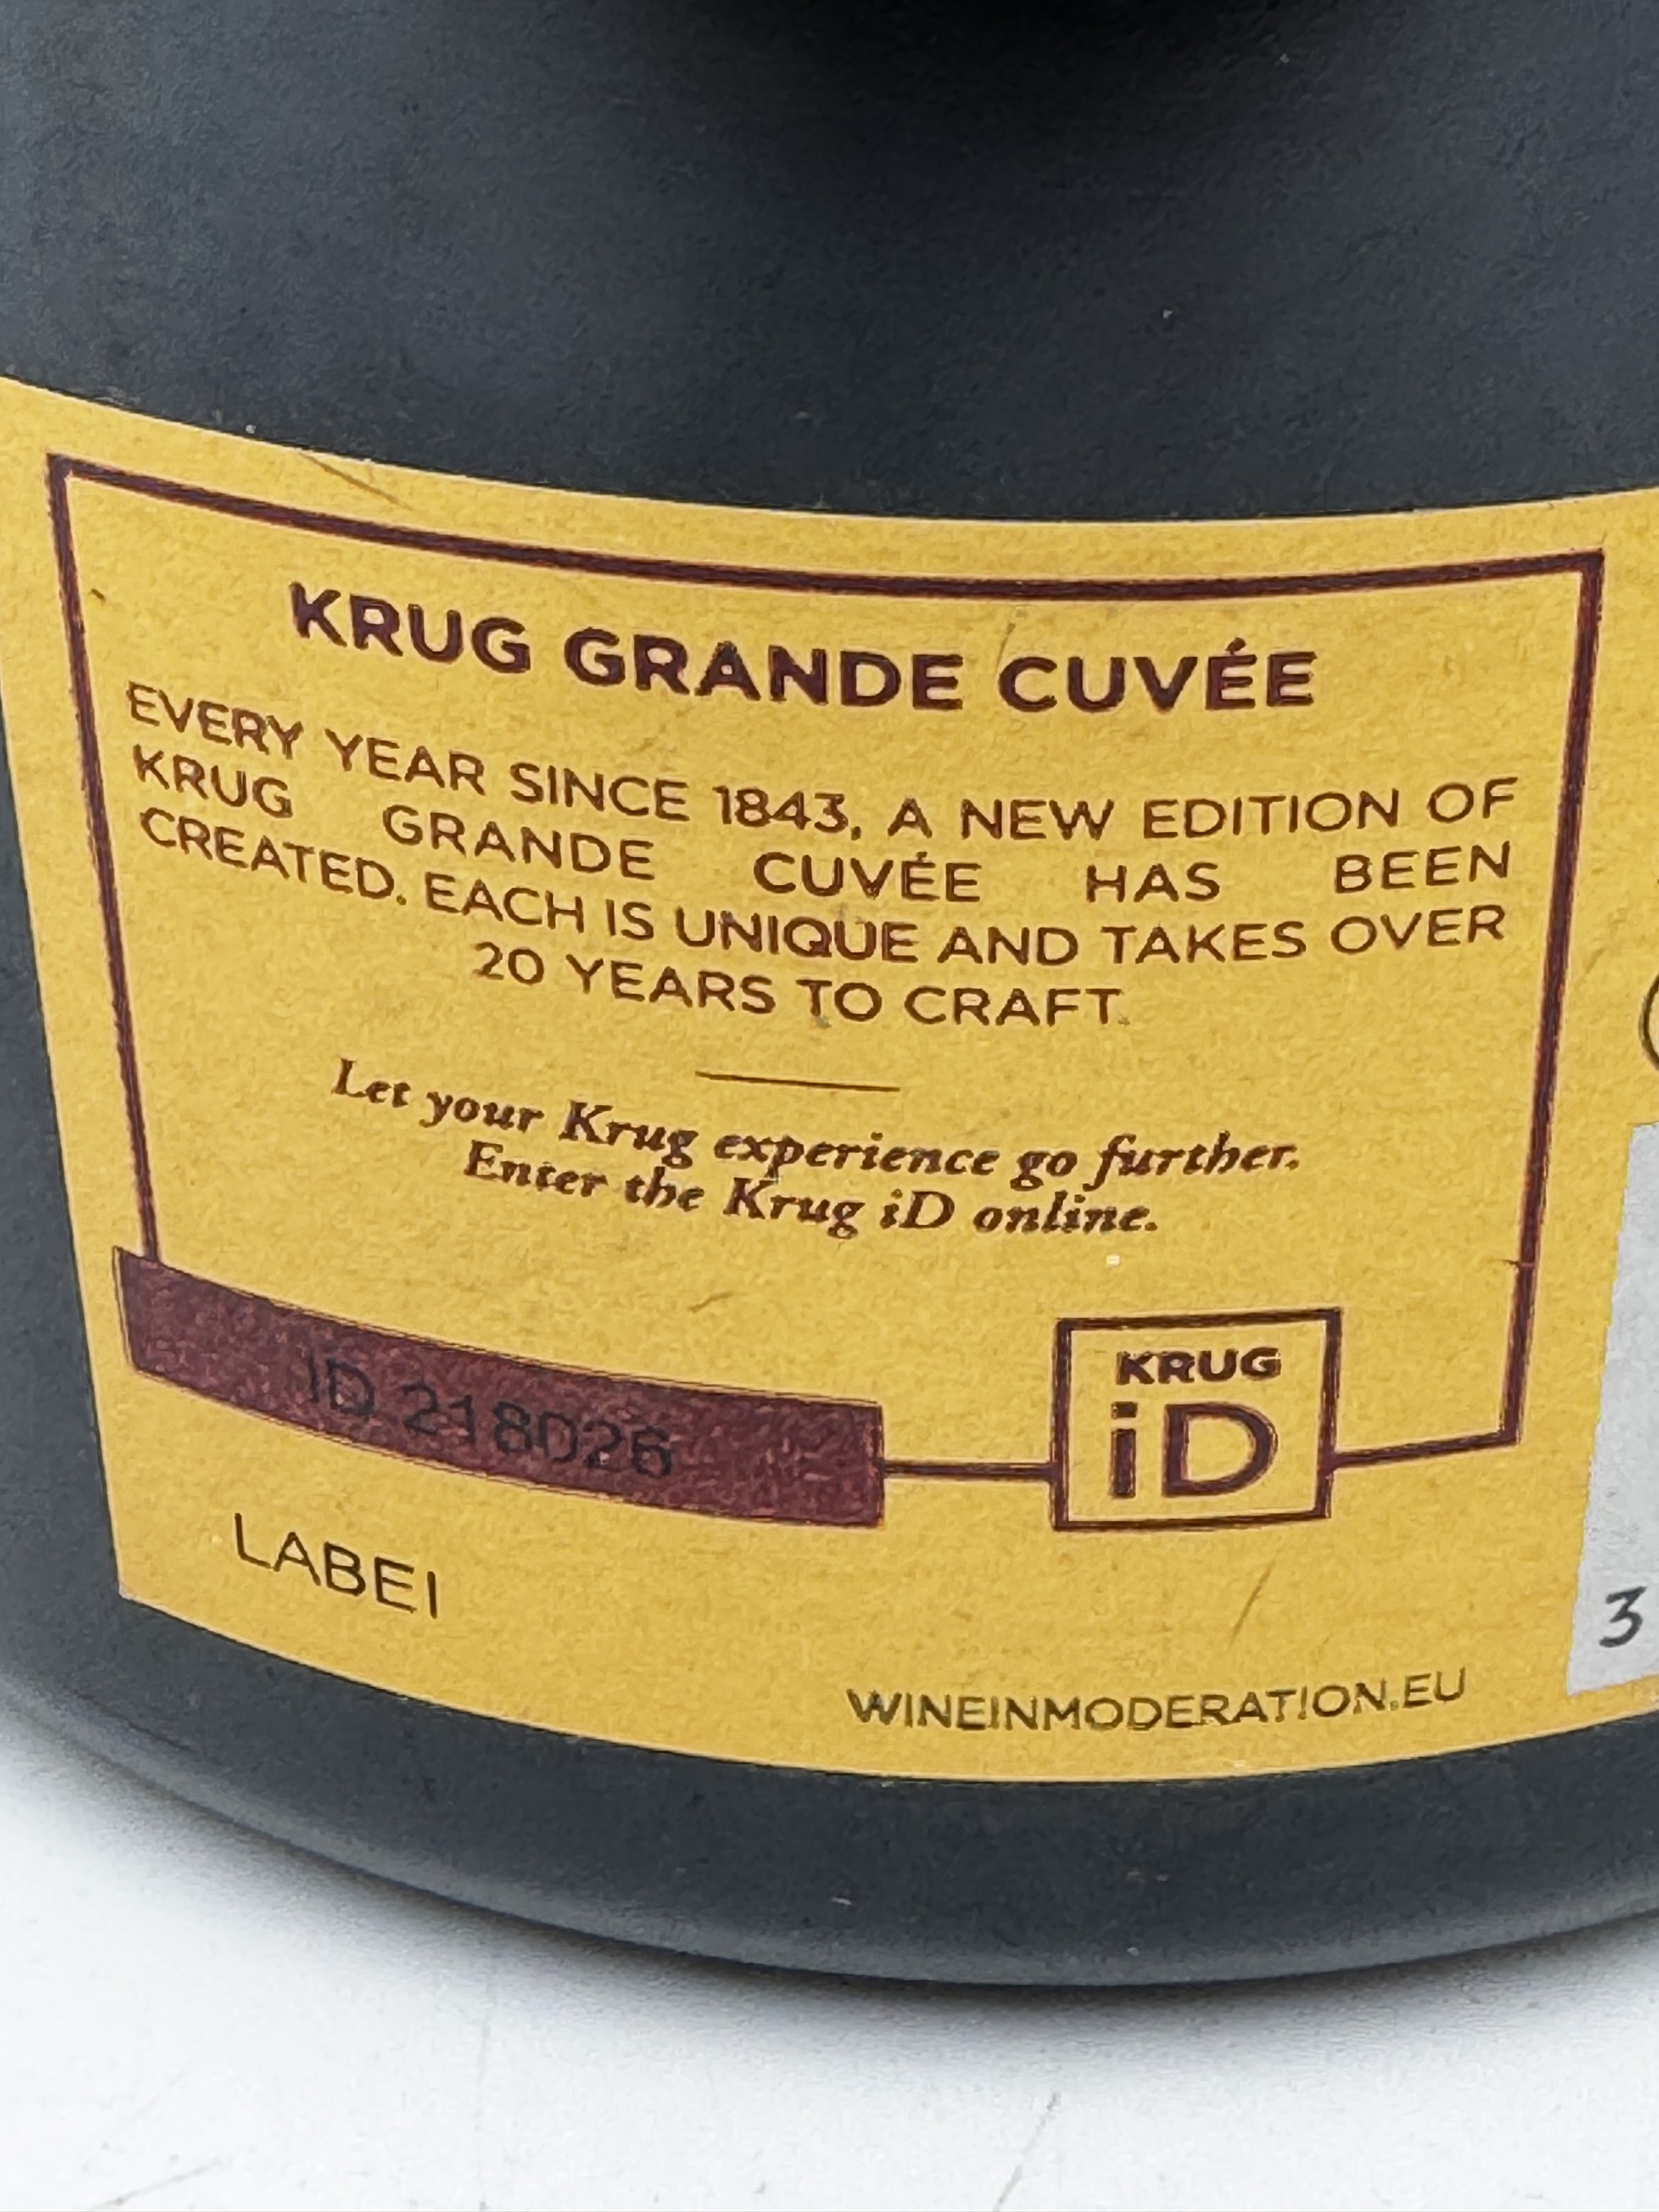 KRUG GRANDE CUVÉE
EVERY YEAR SINCE 1843, A NEW EDITION OF
KRUG GRANDE CUVÉE HAS BEEN
CREATED. EACH IS UNIQUE AND TAKES OVER
20 YEARS TO CRAFT.
Let your Krug experience go further.
Enter the Krug iD online.
ID 218026
KRUG
iD
LABE1
WINEINMODERATION.EU
3